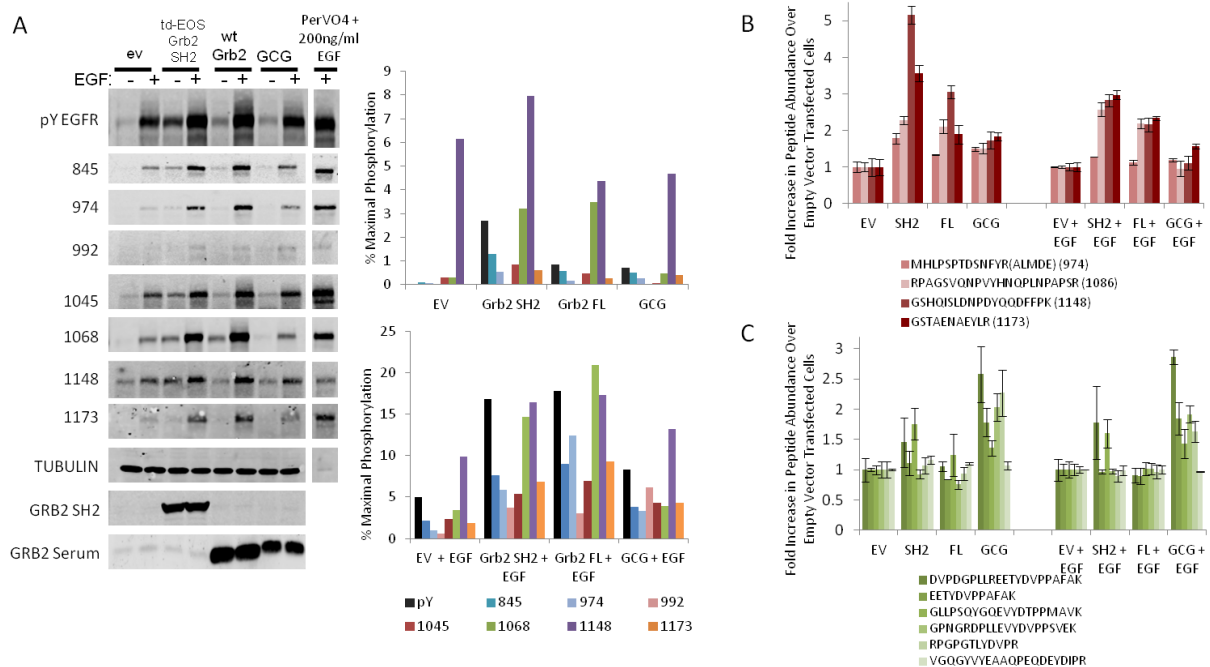 A
ev
td-EOS
Grb2
SH2
wt
Grb2
GCG
PerVO4 +
200ng/ml
EGF
EGF: - + - + - + - + +
pY EGFR
845
974
992
1045
1068
1148
1173
TUBULIN
GRB2 SH2
GRB2 Serum
% Maximal Phosphorylation
10
9
8
7
6
5
4
3
2
1
0
EV Grb2 SH2 Grb2 FL GCG
% Maximal Phosphorylation
25
20
15
10
5
0
EV + EGF Grb2 SH2 + EGF Grb2 FL + EGF GCG + EGF
pY 845 974 992
1045 1068 1148 1173
B
Fold Increase in Peptide Abundance Over
Empty Vector Transfected Cells
5
4
3
2
1
0
EV SH2 FL GCG EV + EGF SH2 + EGF FL + EGF GCG + EGF
MHLPSPTDSNFYR(ALMDE) (974)
RPAGSVQNPVYHNQPLNPAPSR (1086)
GSHQISLDNPDYQQDFFPK (1148)
GSTAENAEYLR (1173)
C
Fold Increase in Peptide Abundance Over
Empty Vector Transfected Cells
3
2.5
2
1.5
1
0.5
0
EV SH2 FL GCG EV + EGF SH2 + EGF FL + EGF GCG + EGF
DVPDGPLLREETYDVPPAFAK
EETYDVPPAFAK
GLLPSQYGQEVYDTPPMAVK
GPNGRDPLLEVYDVPPSVEK
RPGPGTLYDVPR
VGQGYVYEAAQPEQDEYDIPR